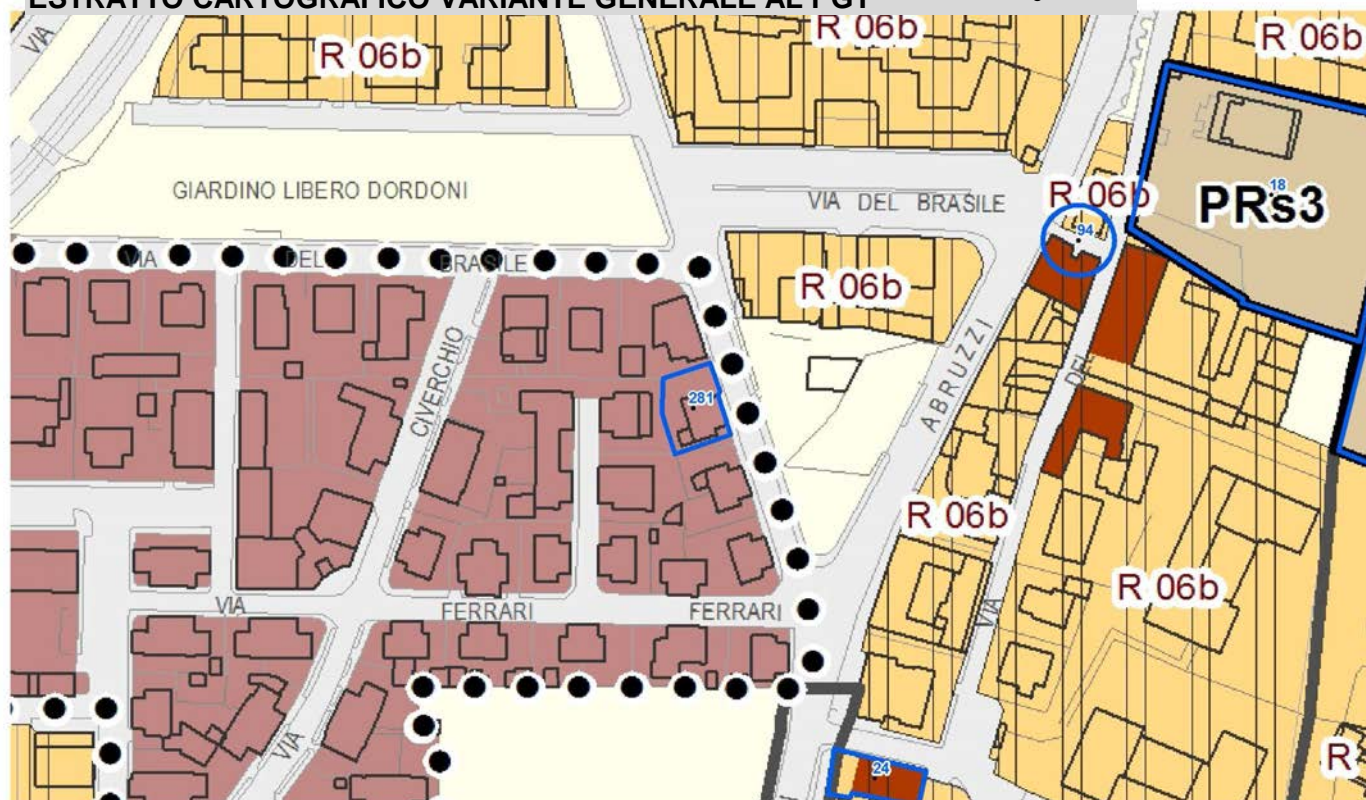 ESTRATTO CARTOGRAFICO VARIANTE GENERALE AL PGT
VIA
R 06b
R 06b
R 06b
GIARDINO LIBERO DORDONI
VIA DEL BRASILE
R 06b
94
18
PRs3
VIA DEL BRASILE
R 06b
CIVERCHIO
ABRUZZI
DEL
281
R 06b
R 06b
VIA
FERRARI
FERRARI
VIA
VIA
R
24